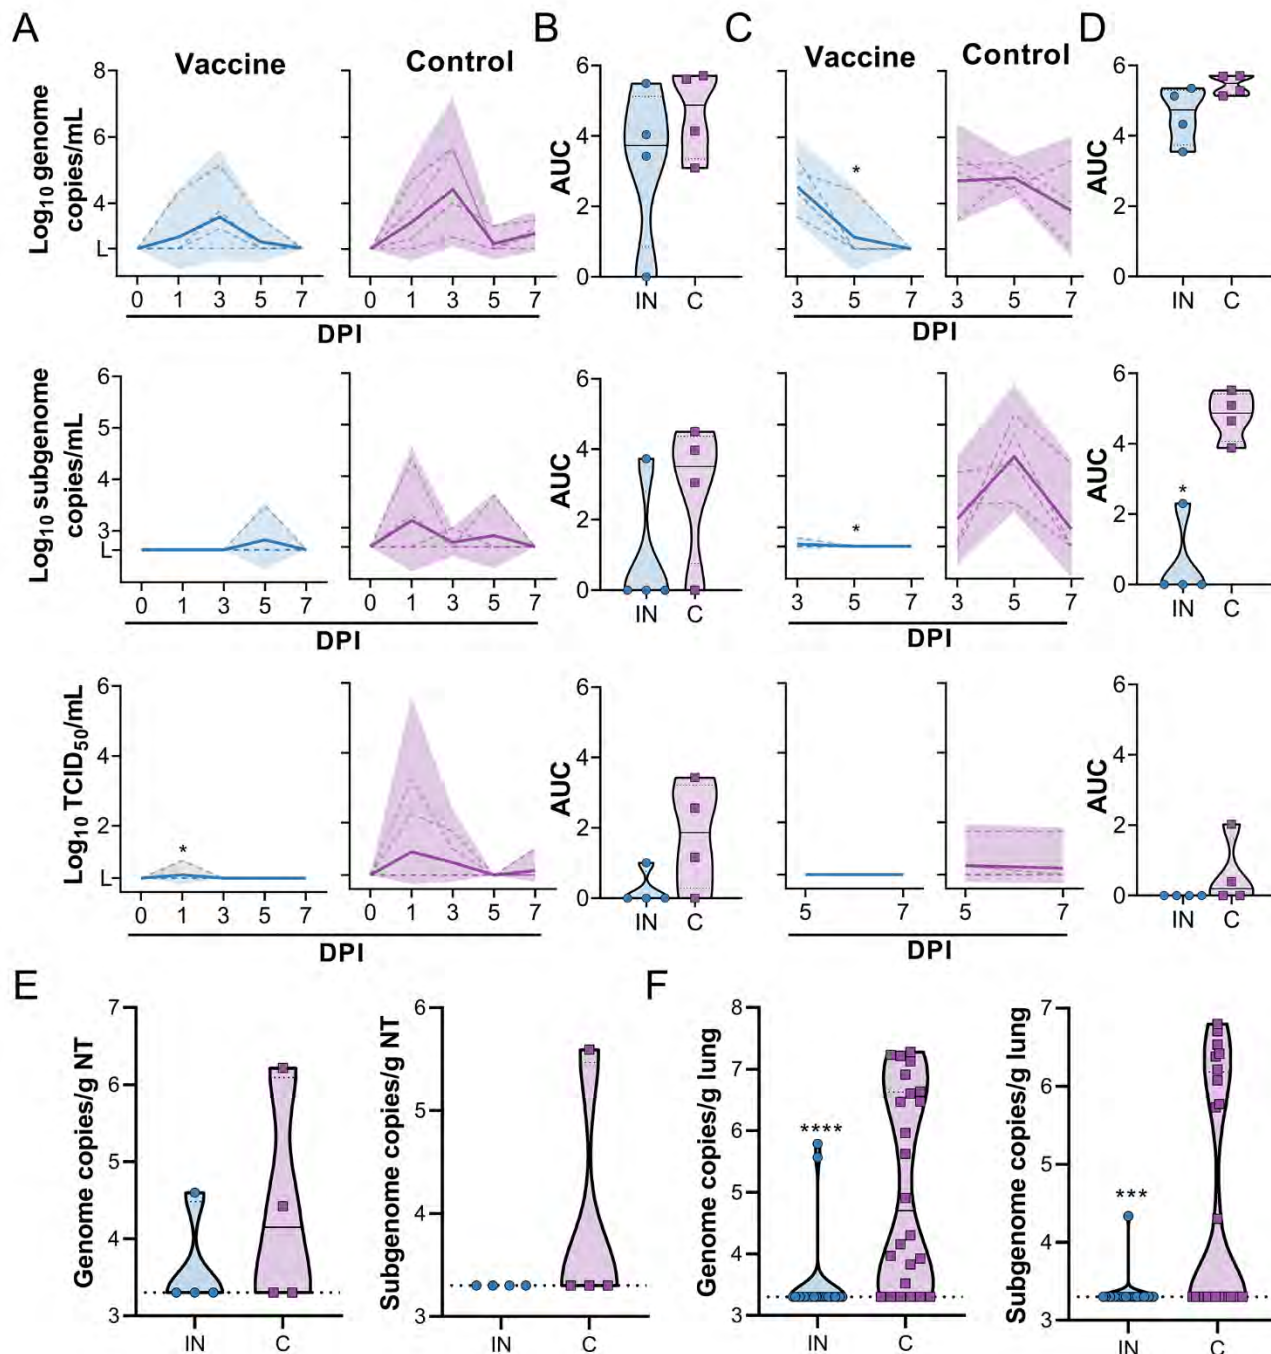 A
B
C
D
Vaccine
Control
Vaccine
Control
Log10 genome
copies/mL
8
6
4
L
0 1 3 5 7
0 1 3 5 7
DPI
AUC
6
4
2
0
IN C
*
3 5 7
3 5 7
DPI
AUC
6
4
2
0
IN C
Log10 subgenome
copies/mL
6
5
4
3
L
0 1 3 5 7
0 1 3 5 7
DPI
AUC
6
4
2
0
IN C
*
3 5 7
3 5 7
DPI
AUC
6
4
2
0
*
IN C
Log10 TCID50/mL
6
4
2
L
*
0 1 3 5 7
0 1 3 5 7
DPI
AUC
6
4
2
0
IN C
5 7
5 7
DPI
AUC
6
4
2
0
IN C
E
Genome copies/g NT
7
6
5
4
3
IN C
Subgenome copies/g NT
6
5
4
3
IN C
F
Genome copies/g lung
8
7
6
5
4
3
****
IN C
Subgenome copies/g lung
7
6
5
4
3
***
IN C